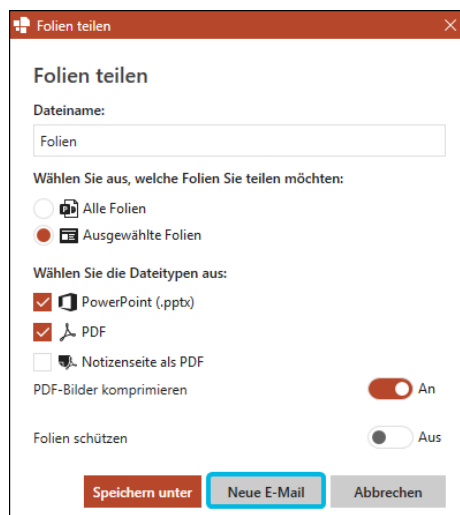 Folien teilen
Folien teilen
Dateiname:
Folien
Wählen Sie aus, welche Folien Sie teilen möchten:
Alle Folien
Ausgewählte Folien
Wählen Sie die Dateitypen aus:
PowerPoint (.pptx)
PDF
Notizenseite als PDF
PDF-Bilder komprimieren An
Folien schützen Aus
Speichern unter Neue E-Mail Abbrechen